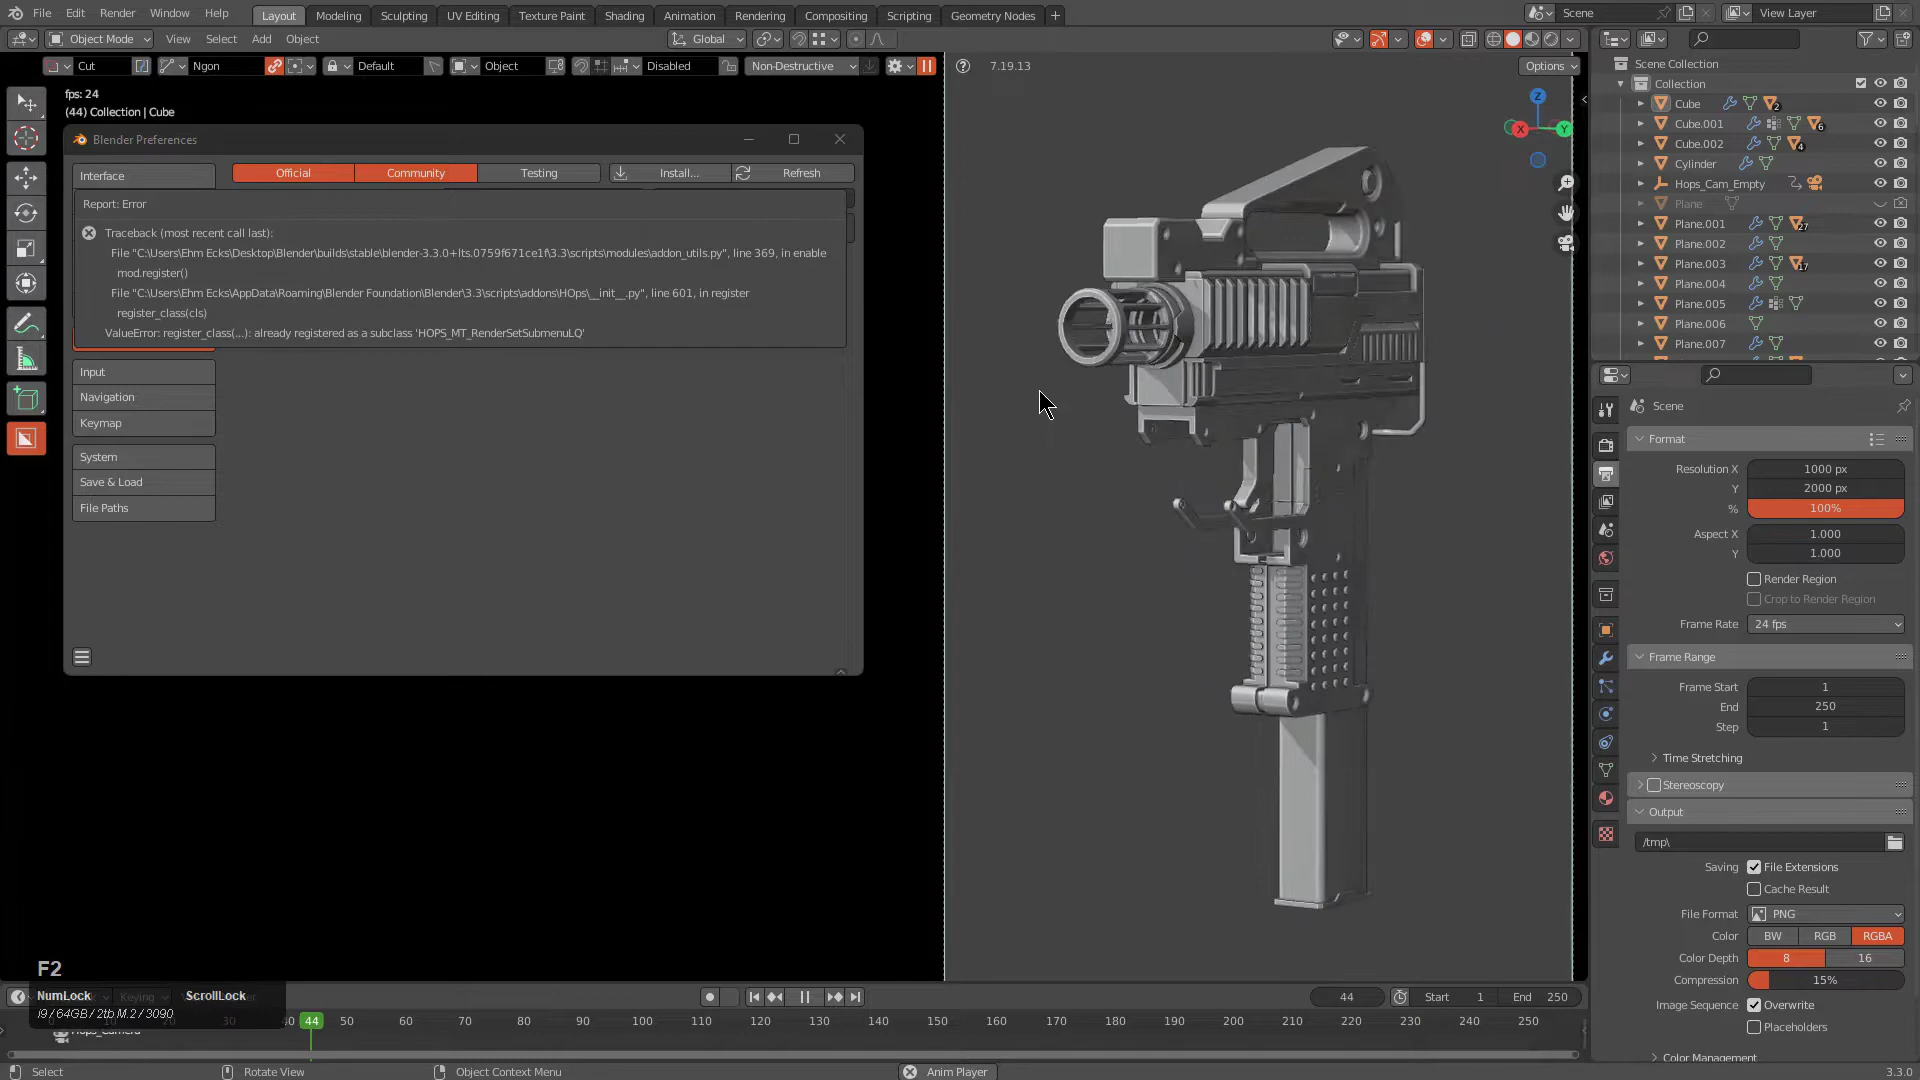 File Edit Render Window Help Layout Modeling Sculpting UV Editing Texture Paint Shading Animation Rendering Compositing Scripting Geometry Nodes + Scene View Layer
Object Mode View Select Add Object Global
Cut Ngon Default Object Disabled Non-Destructive 7.19.13 Options
fps: 24
(44) Collection | Cube
Blender Preferences
Interface Official Community Testing Install... Refresh
Report: Error
Traceback (most recent call last):
File "C:\Users\Ehm Ecks\Desktop\Blender\builds\stable\blender-3.3.0+lts.0759f671ce1f\3.3\scripts\modules\addon_utils.py", line 369, in enable
mod.register()
File "C:\Users\Ehm Ecks\AppData\Roaming\Blender Foundation\Blender\3.3\scripts\addons\HOps\__init__.py", line 601, in register
register_class(cls)
ValueError: register_class(...): already registered as a subclass 'HOPS_MT_RenderSetSubmenuLQ'
Input
Navigation
Keymap
System
Save & Load
File Paths
Z
X Y
Scene Collection
Collection
Cube 2
Cube.001 6
Cube.002 4
Cylinder
Hops_Cam_Empty
Plane
Plane.001 27
Plane.002
Plane.003 17
Plane.004
Plane.005
Plane.006
Plane.007
Scene
Format
Resolution X 1000 px
Y 2000 px
% 100%
Aspect X 1.000
Y 1.000
Render Region
Crop to Render Region
Frame Rate 24 fps
Frame Range
Frame Start 1
End 250
Step 1
Time Stretching
Stereoscopy
Output
/tmp\
Saving File Extensions
Cache Result
File Format PNG
Color BW RGB RGBA
Color Depth 8 16
Compression 15%
Image Sequence Overwrite
Placeholders
Color Management
F2
NumLock Keying ScrollLock
i9 / 64GB / 2tb M.2 / 3090
44 Start 1 End 250
10 20 30 40 44 50 60 70 80 90 100 110 120 130 140 150 160 170 180 190 200 210 220 230 240 250
Hops_Camera
Select Rotate View Object Context Menu Anim Player 3.3.0